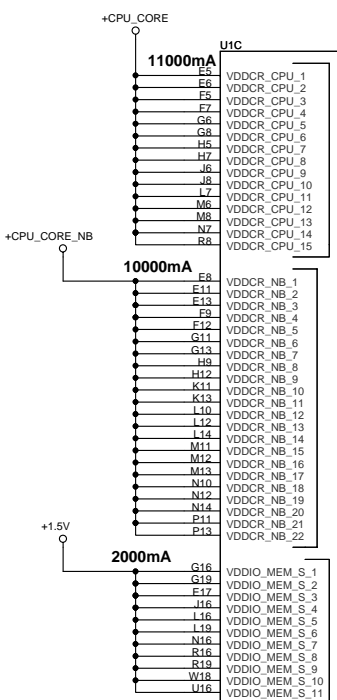 +CPU_CORE
U1C
11000mA
E5 VDDCR_CPU_1
E6 VDDCR_CPU_2
F5 VDDCR_CPU_3
F7 VDDCR_CPU_4
G6 VDDCR_CPU_5
G8 VDDCR_CPU_6
H5 VDDCR_CPU_7
H7 VDDCR_CPU_8
J6 VDDCR_CPU_9
J8 VDDCR_CPU_10
L7 VDDCR_CPU_11
M6 VDDCR_CPU_12
M8 VDDCR_CPU_13
N7 VDDCR_CPU_14
R8 VDDCR_CPU_15
+CPU_CORE_NB
10000mA
E8 VDDCR_NB_1
E11 VDDCR_NB_2
E13 VDDCR_NB_3
F9 VDDCR_NB_4
F12 VDDCR_NB_5
G11 VDDCR_NB_6
G13 VDDCR_NB_7
H9 VDDCR_NB_8
H12 VDDCR_NB_9
K11 VDDCR_NB_10
K13 VDDCR_NB_11
L10 VDDCR_NB_12
L12 VDDCR_NB_13
L14 VDDCR_NB_14
M11 VDDCR_NB_15
M12 VDDCR_NB_16
M13 VDDCR_NB_17
N10 VDDCR_NB_18
N12 VDDCR_NB_19
N14 VDDCR_NB_20
P11 VDDCR_NB_21
P13 VDDCR_NB_22
+1.5V
2000mA
G16 VDDIO_MEM_S_1
G19 VDDIO_MEM_S_2
E17 VDDIO_MEM_S_3
J16 VDDIO_MEM_S_4
L16 VDDIO_MEM_S_5
L19 VDDIO_MEM_S_6
N16 VDDIO_MEM_S_7
R16 VDDIO_MEM_S_8
R19 VDDIO_MEM_S_9
W18 VDDIO_MEM_S_10
U16 VDDIO_MEM_S_11